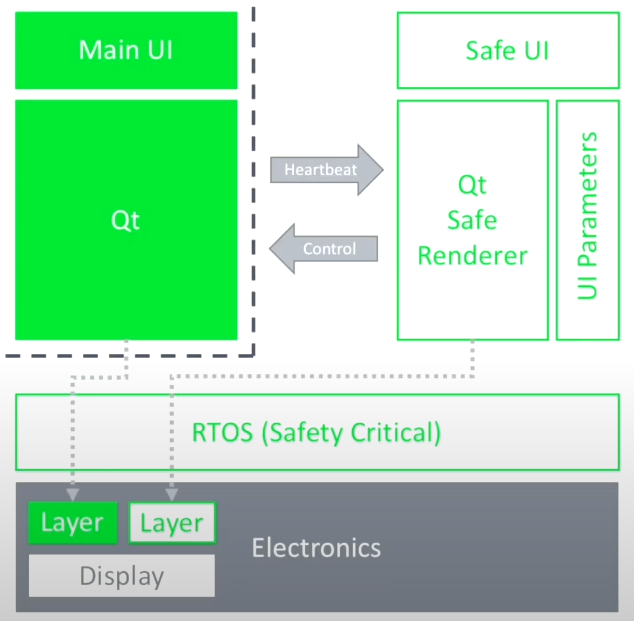 Main UI
Safe UI
Qt
Heartbeat
Control
Qt
Safe
Renderer
UI Parameters
RTOS (Safety Critical)
Layer
Layer
Display
Electronics